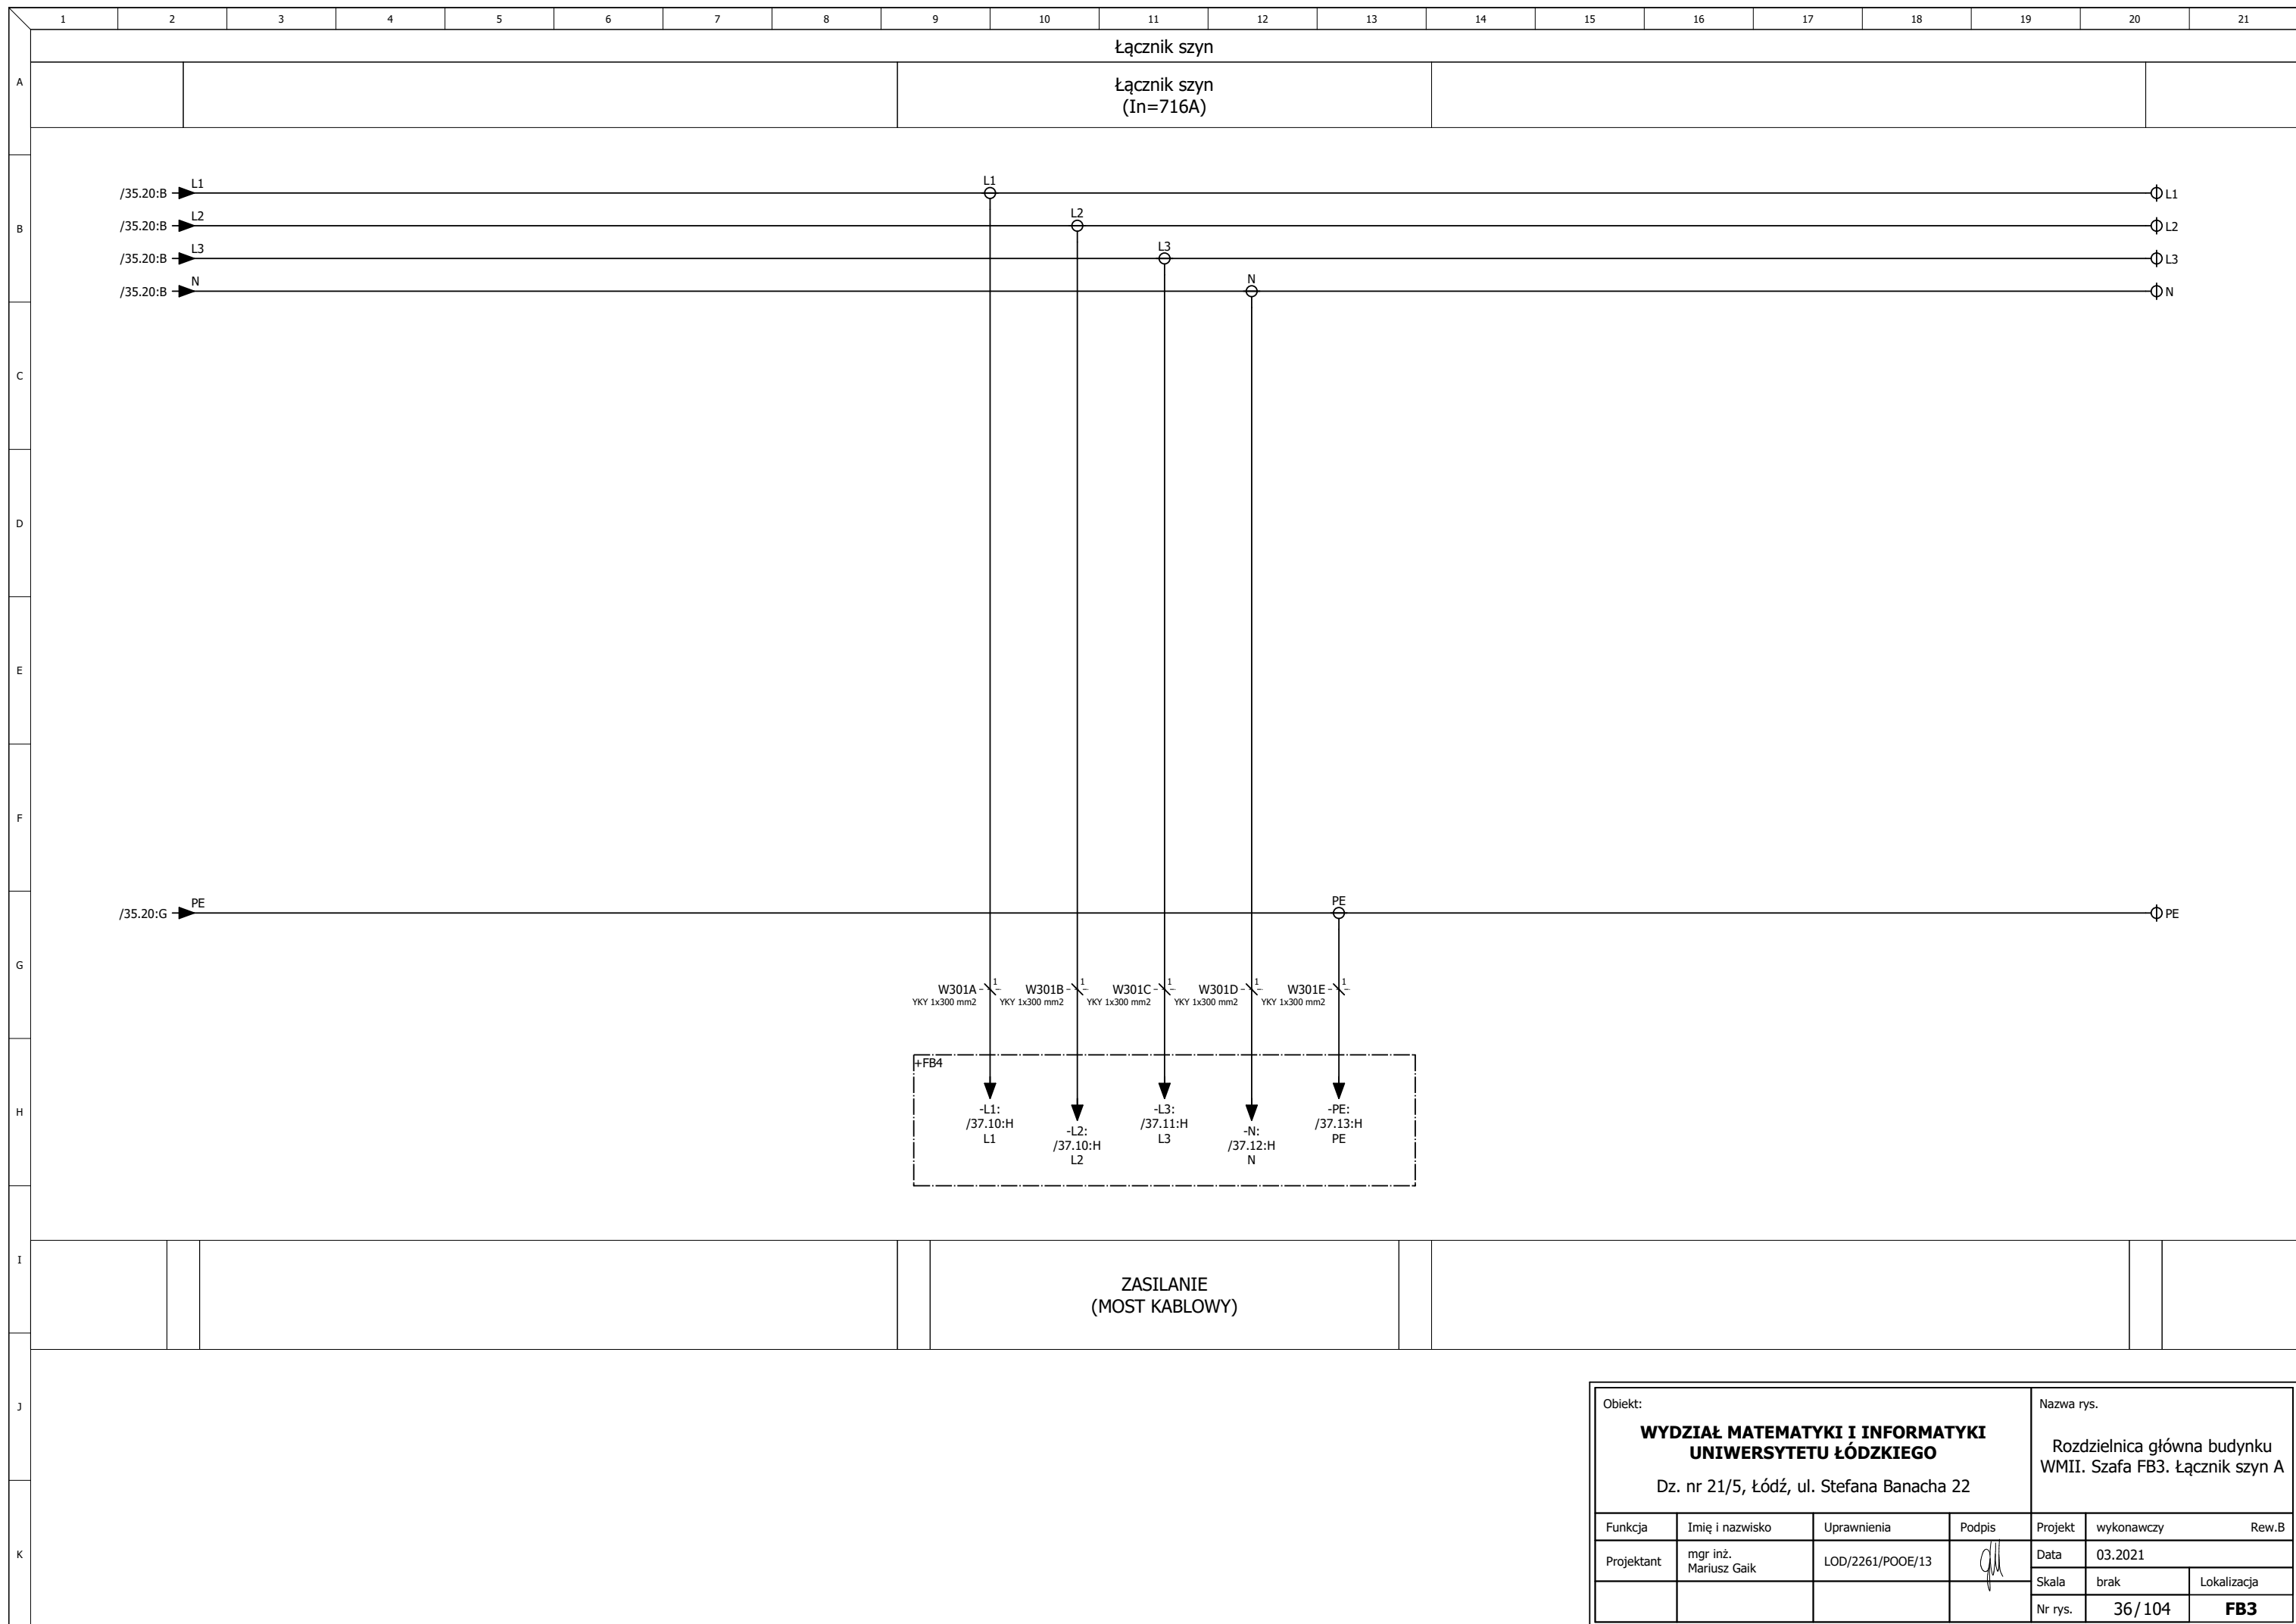 1 2 3 4 5 6 7 8 9 10 11 12 13 14 15 16 17 18 19 20 21
Łącznik szyn
A
Łącznik szyn
(In=716A)
/35.20:B L1 L1 L1
B
/35.20:B L2 L2 L2
/35.20:B L3 L3 L3
/35.20:B N N N
C
D
E
F
/35.20:G PE PE PE
G
W301A 1 W301B 1 W301C 1 W301D 1 W301E 1
YKY 1x300 mm2 YKY 1x300 mm2 YKY 1x300 mm2 YKY 1x300 mm2 YKY 1x300 mm2
+FB4
H
-L1:
/37.10:H
L1
-L2:
/37.10:H
L2
-L3:
/37.11:H
L3
-N:
/37.12:H
N
-PE:
/37.13:H
PE
I
ZASILANIE
(MOST KABLOWY)
J
K
Obiekt:
WYDZIAŁ MATEMATYKI I INFORMATYKI
UNIWERSYTETU ŁÓDZKIEGO
Dz. nr 21/5, Łódź, ul. Stefana Banacha 22
Nazwa rys.
Rozdzielnica główna budynku
WMII. Szafa FB3. Łącznik szyn A
Funkcja Imię i nazwisko Uprawnienia Podpis Projekt wykonawczy Rew.B
Projektant mgr inż.
Mariusz Gaik
LOD/2261/POOE/13
Data 03.2021
Skala brak Lokalizacja
Nr rys. 36/104 FB3